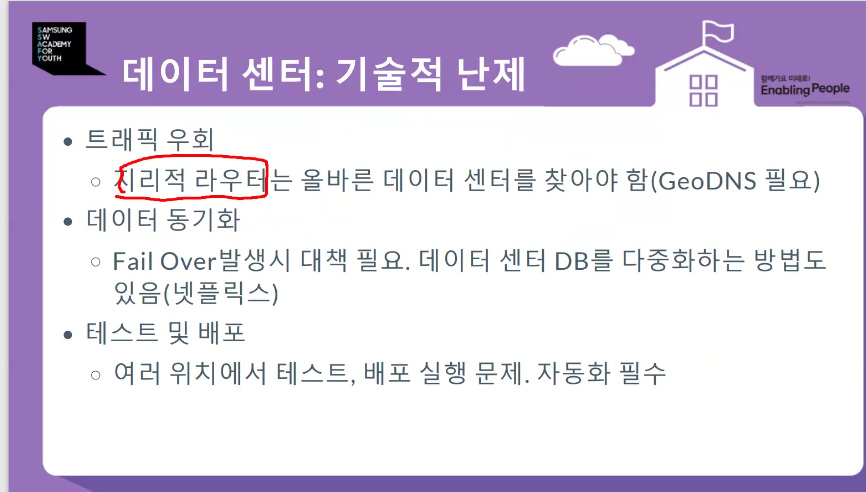 SAMSUNG
SW
ACADEMY
FOR
YOUTH
데이터 센터: 기술적 난제
함께가요 미래로!
Enabling People
트래픽 우회
지리적 라우터는 올바른 데이터 센터를 찾아야 함(GeoDNS 필요)
데이터 동기화
Fail Over발생시 대책 필요. 데이터 센터 DB를 다중화하는 방법도
있음(넷플릭스)
테스트 및 배포
여러 위치에서 테스트, 배포 실행 문제. 자동화 필수